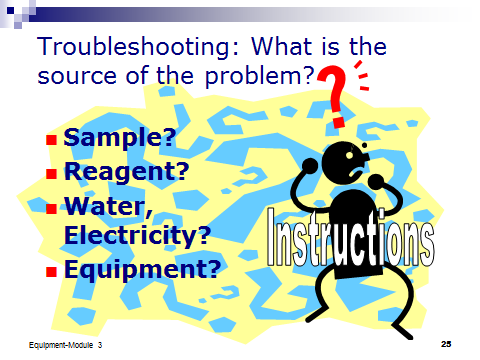 Troubleshooting: What is the
source of the problem?
?
Sample?
Reagent?
Water,
Electricity?
Equipment?
Instructions
Equipment-Module 3
25